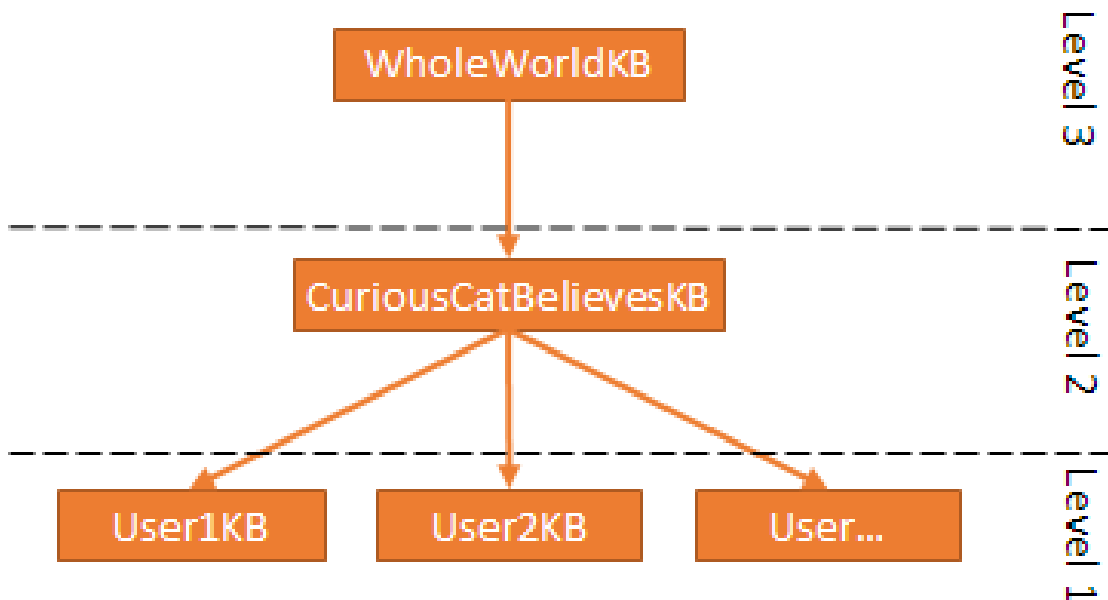 WholeWorldKB
Level 3
CuriousCatBelievesKB
Level 2
User1KB
User2KB
User...
Level 1